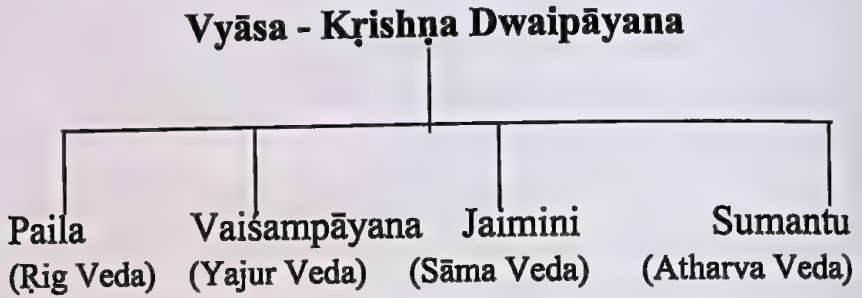 Vyāsa - Kṛishṇa Dwaipāyana
Paila Vaiśampāyana Jaimini Sumantu
(Ṛig Veda) (Yajur Veda) (Sāma Veda) (Atharva Veda)